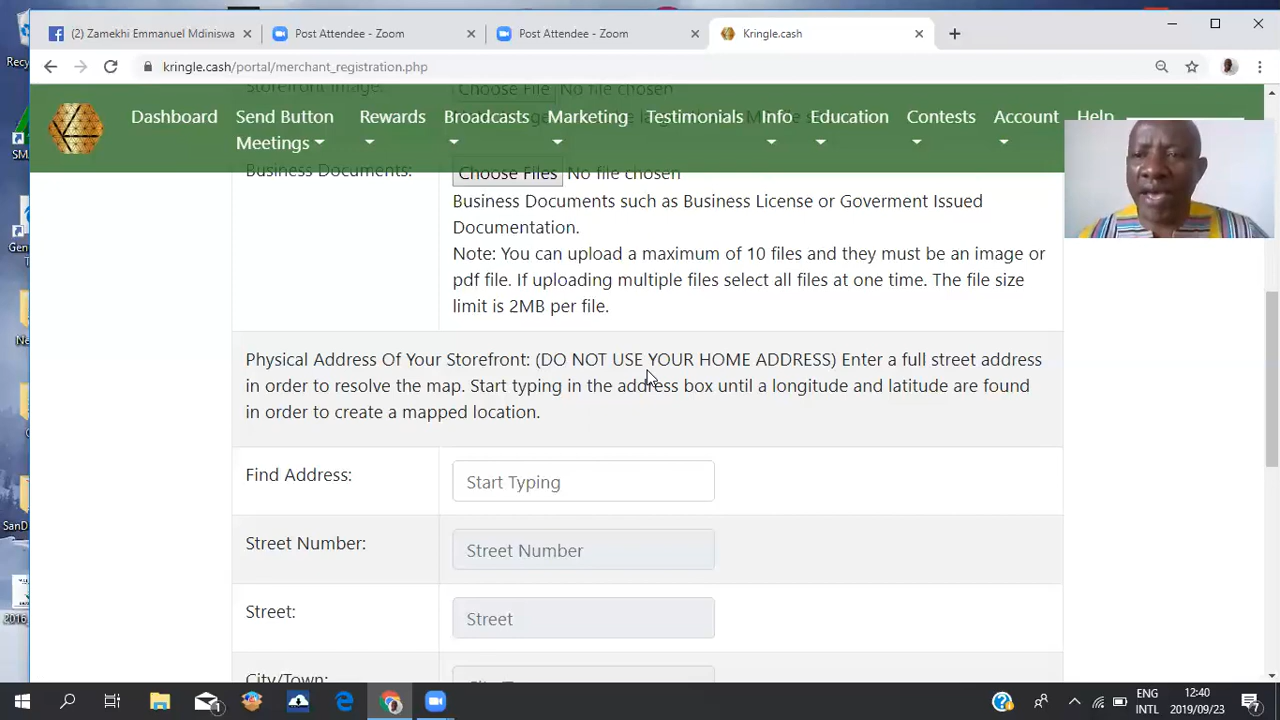 (2) Zamekhi Emmanuel Mdiniswa
Post Attendee - Zoom
Post Attendee - Zoom
Kringle.cash
kringle.cash/portal/merchant_registration.php
Storefront Image:
Choose File No file chosen
Dashboard
Send Button Meetings
Rewards
Broadcasts
Marketing
Testimonials
Info
Education
Contests
Account
Help
Business Documents:
Choose Files No file chosen
Business Documents such as Business License or Goverment Issued
Documentation.
Note: You can upload a maximum of 10 files and they must be an image or
pdf file. If uploading multiple files select all files at one time. The file size
limit is 2MB per file.
Physical Address Of Your Storefront: (DO NOT USE YOUR HOME ADDRESS) Enter a full street address
in order to resolve the map. Start typing in the address box until a longitude and latitude are found
in order to create a mapped location.
Find Address:
Start Typing
Street Number:
Street Number
Street:
Street
City/Town:
ENG
INTL
12:40
2019/09/23
1
7